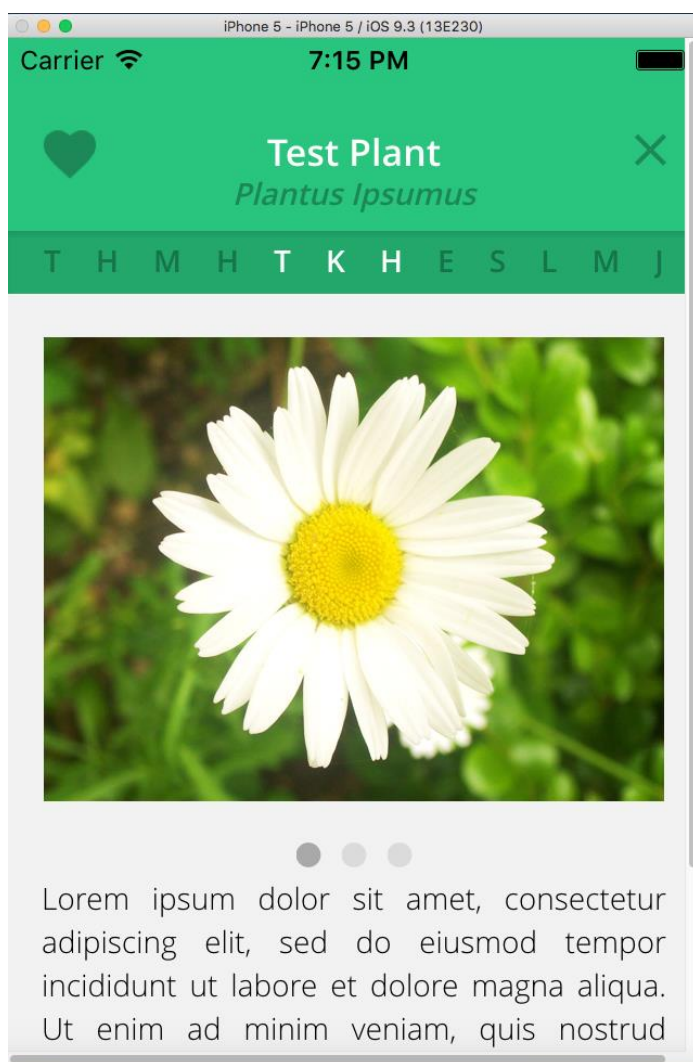 iPhone 5 - iPhone 5 / iOS 9.3 (13E230)
Carrier 7:15 PM
Test Plant
Plantus Ipsumus
T H M H T K H E S L M J
Lorem ipsum dolor sit amet, consectetur
adipiscing elit, sed do eiusmod tempor
incididunt ut labore et dolore magna aliqua.
Ut enim ad minim veniam, quis nostrud